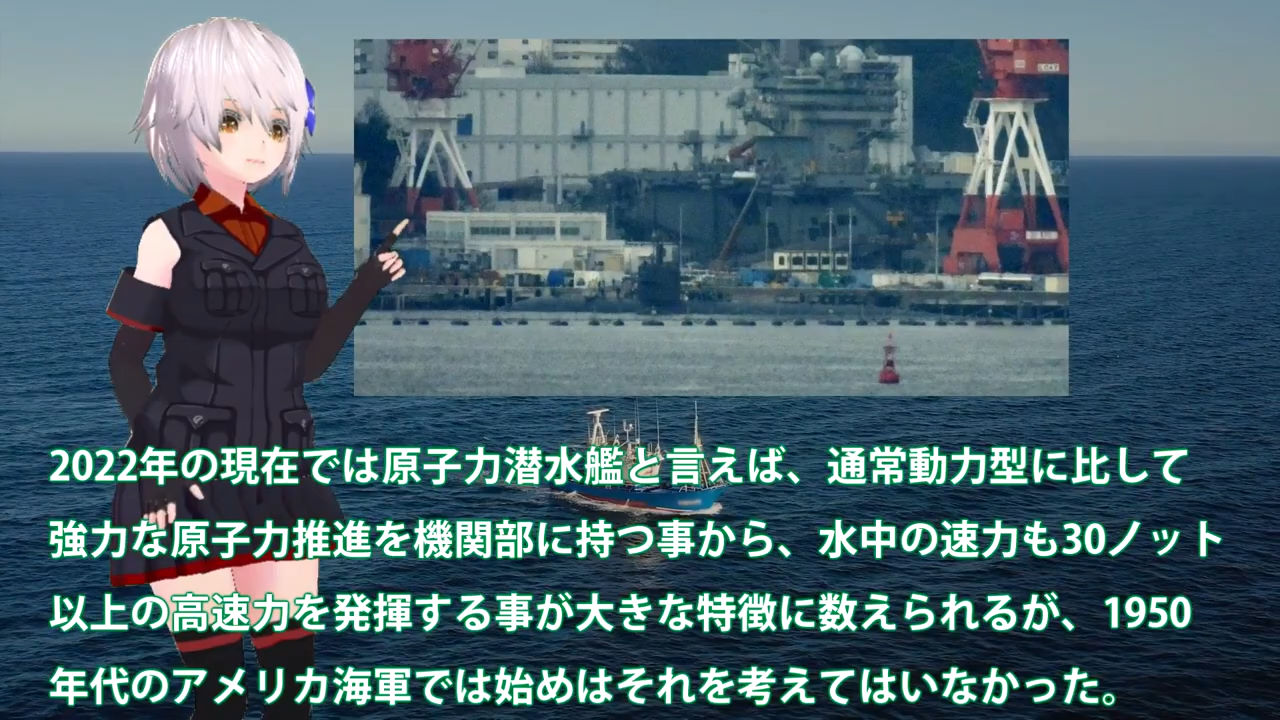 2022年の現在では原子力潜水艦と言えば、通常動力型に比して
強力な原子力推進を機関部に持つ事から、水中の速力も30ノット
以上の高速力を発揮する事が大きな特徴に数えられるが、1950
年代のアメリカ海軍では始めはそれを考えてはいなかった。